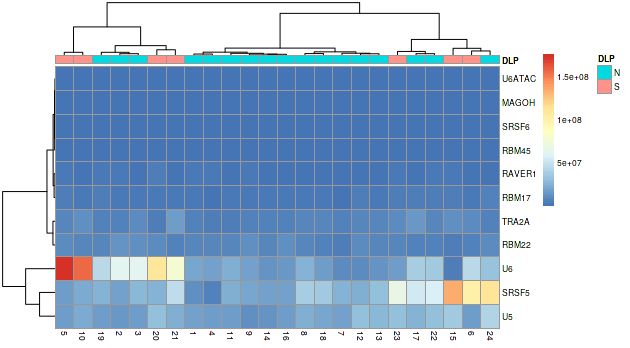 DLP
U6ATAC
MAGOH
SRSF6
RBM45
RAVER1
RBM17
TRA2A
RBM22
U6
SRSF5
U5
5 10 19 2 3 20 21 1 4 11 9 14 16 8 18 7 12 13 23 17 22 15 6 24
1.5e+08
1e+08
5e+07
DLP
N
S